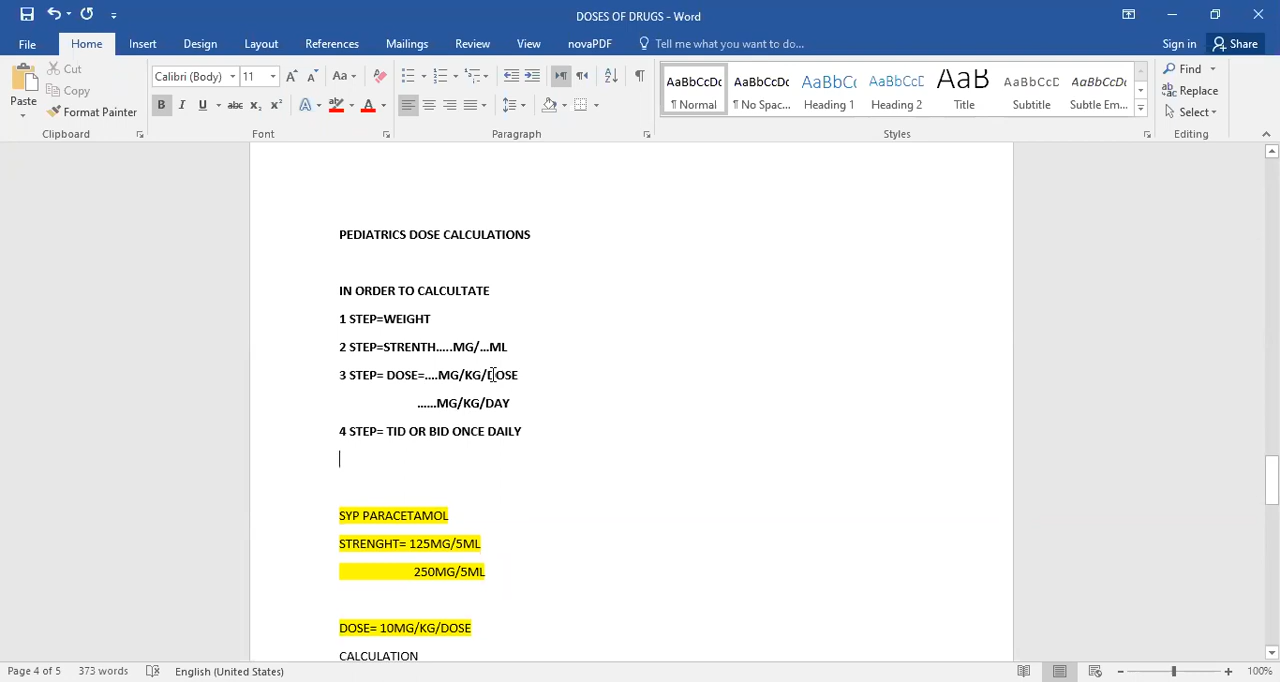 DOSES OF DRUGS - Word
File Home Insert Design Layout References Mailings Review View novaPDF Tell me what you want to do... Sign in Share
Paste Cut Copy Format Painter Clipboard
Calibri (Body) 11 Font
Paragraph
AaBbCcDc AaBbCcDc AaBbC AaBbCcD AaB AaBbCcD AaBbCcDc
¶ Normal ¶ No Spac... Heading 1 Heading 2 Title Subtitle Subtle Em...
Styles
Find Replace Select Editing
PEDIATRICS DOSE CALCULATIONS
IN ORDER TO CALCULTATE
1 STEP=WEIGHT
2 STEP=STRENTH.....MG/...ML
3 STEP= DOSE=....MG/KG/DOSE
......MG/KG/DAY
4 STEP= TID OR BID ONCE DAILY
SYP PARACETAMOL
STRENGHT= 125MG/5ML
250MG/5ML
DOSE= 10MG/KG/DOSE
CALCULATION
Page 4 of 5 373 words English (United States) 100%